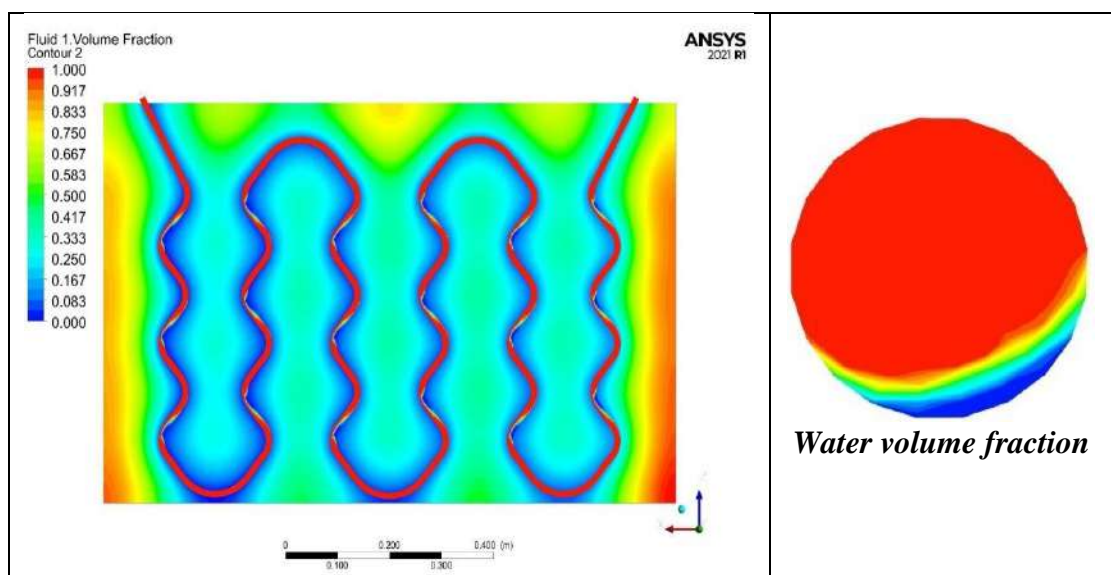 Fluid 1.Volume Fraction
Contour 2
ANSYS
2021 R1
1.000
0.917
0.833
0.750
0.667
0.583
0.500
0.417
0.333
0.250
0.167
0.083
0.000
0 0.200 0.400 (m)
0.100 0.300
Water volume fraction